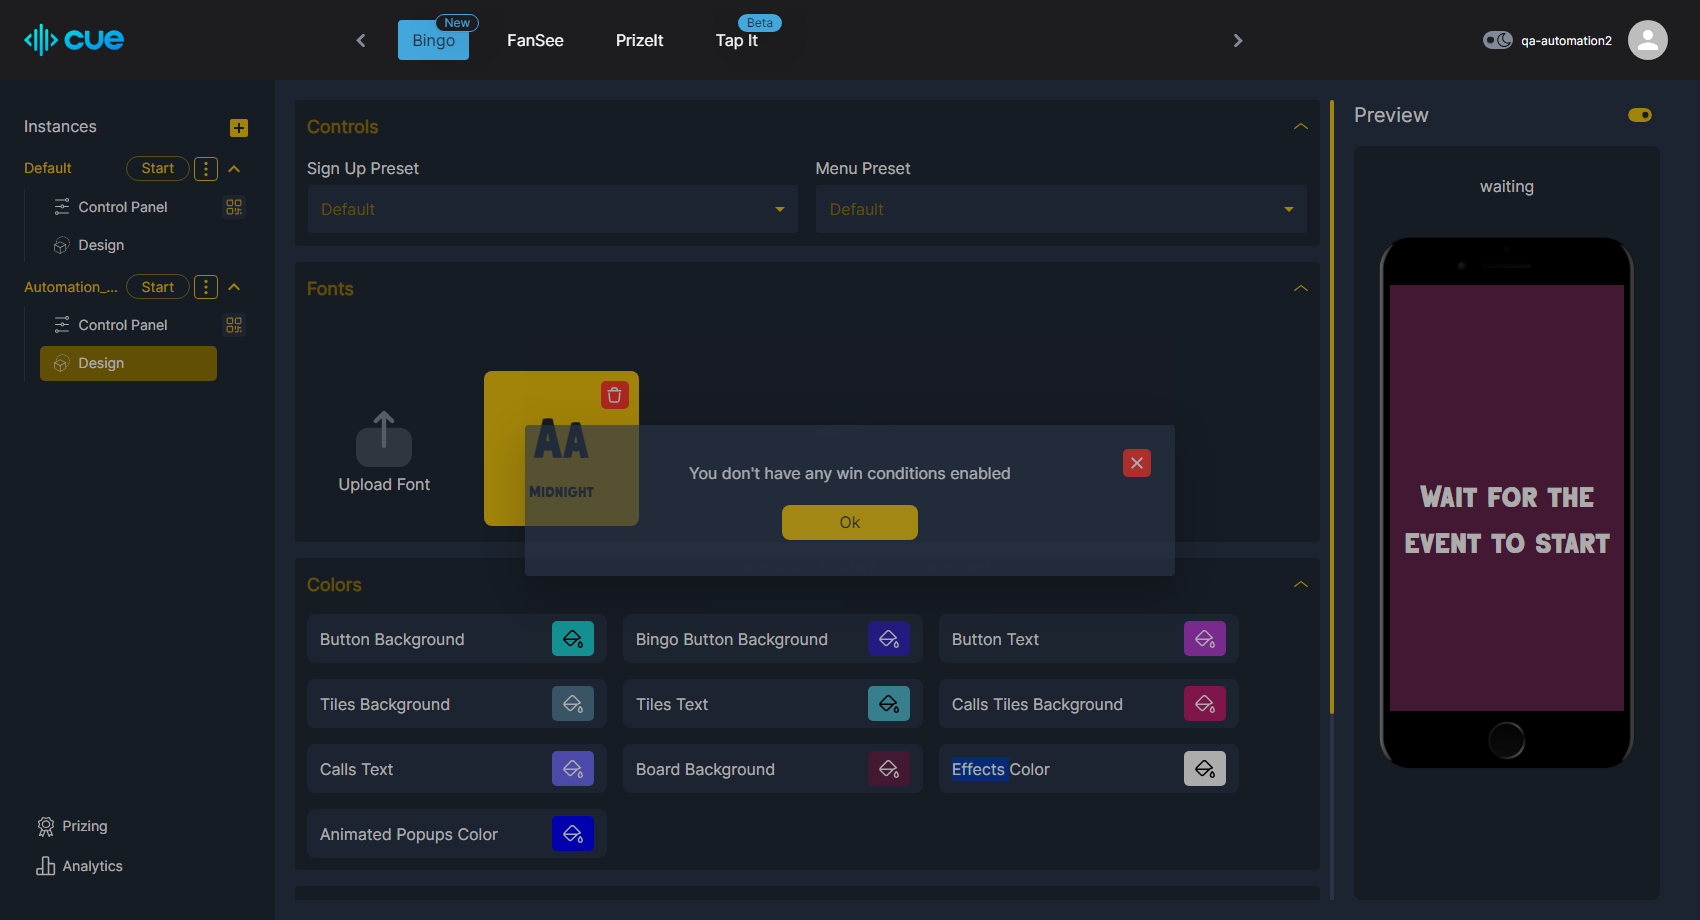 cue
Bingo
New
FanSee
PrizeIt
Tap It
Beta
qa-automation2
Instances
Default
Start
Control Panel
Design
Automation_...
Start
Control Panel
Design
Prizing
Analytics
Controls
Sign Up Preset
Menu Preset
Default
Default
Fonts
Upload Font
AA
MIDNIGHT
You don't have any win conditions enabled
Ok
Colors
Button Background
Bingo Button Background
Button Text
Tiles Background
Tiles Text
Calls Tiles Background
Calls Text
Board Background
Effects Color
Animated Popups Color
Preview
waiting
WAIT FOR THE
EVENT TO START